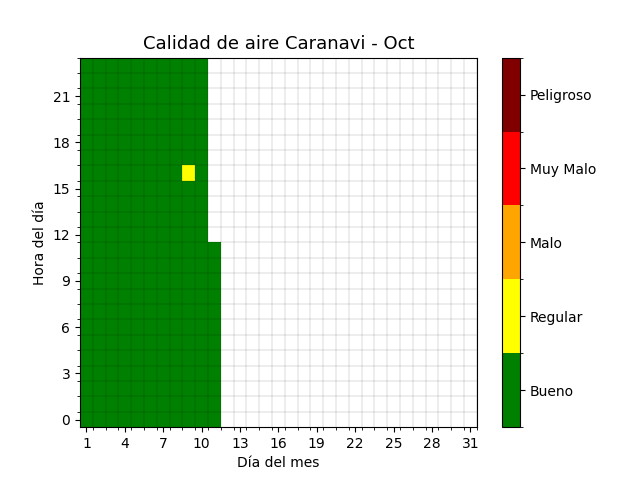 Calidad de aire Caranavi - Oct
21
18
15
12
9
6
3
0
Hora del día
1 4 7 10 13 16 19 22 25 28 31
Día del mes
Peligroso
Muy Malo
Malo
Regular
Bueno